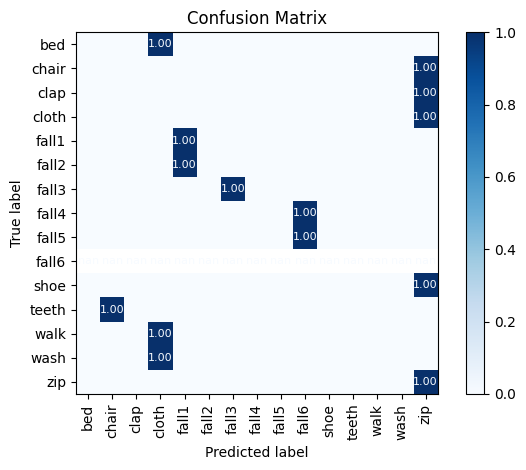 Confusion Matrix
bed 1.00
chair 1.00
clap 1.00
cloth 1.00
fall1 1.00
fall2 1.00
fall3 1.00
fall4 1.00
fall5 1.00
fall6
shoe 1.00
teeth 1.00
walk 1.00
wash 1.00
zip 1.00
True label
bed chair clap cloth fall1 fall2 fall3 fall4 fall5 fall6 shoe teeth walk wash zip
Predicted label
1.0
0.8
0.6
0.4
0.2
0.0